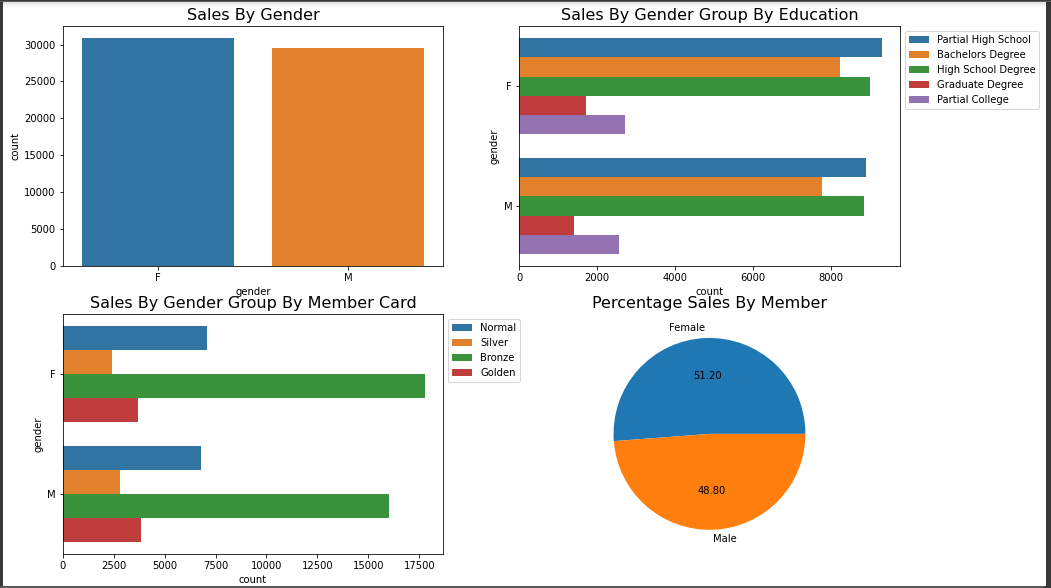 Sales By Gender
30000
25000
20000
15000
10000
5000
0
count
F
M
gender
Sales By Gender Group By Education
F
M
gender
0
2000
4000
6000
8000
count
Partial High School
Bachelors Degree
High School Degree
Graduate Degree
Partial College
Sales By Gender Group By Member Card
F
M
gender
0
2500
5000
7500
10000
12500
15000
17500
count
Normal
Silver
Bronze
Golden
Percentage Sales By Member
Female
51.20
48.80
Male